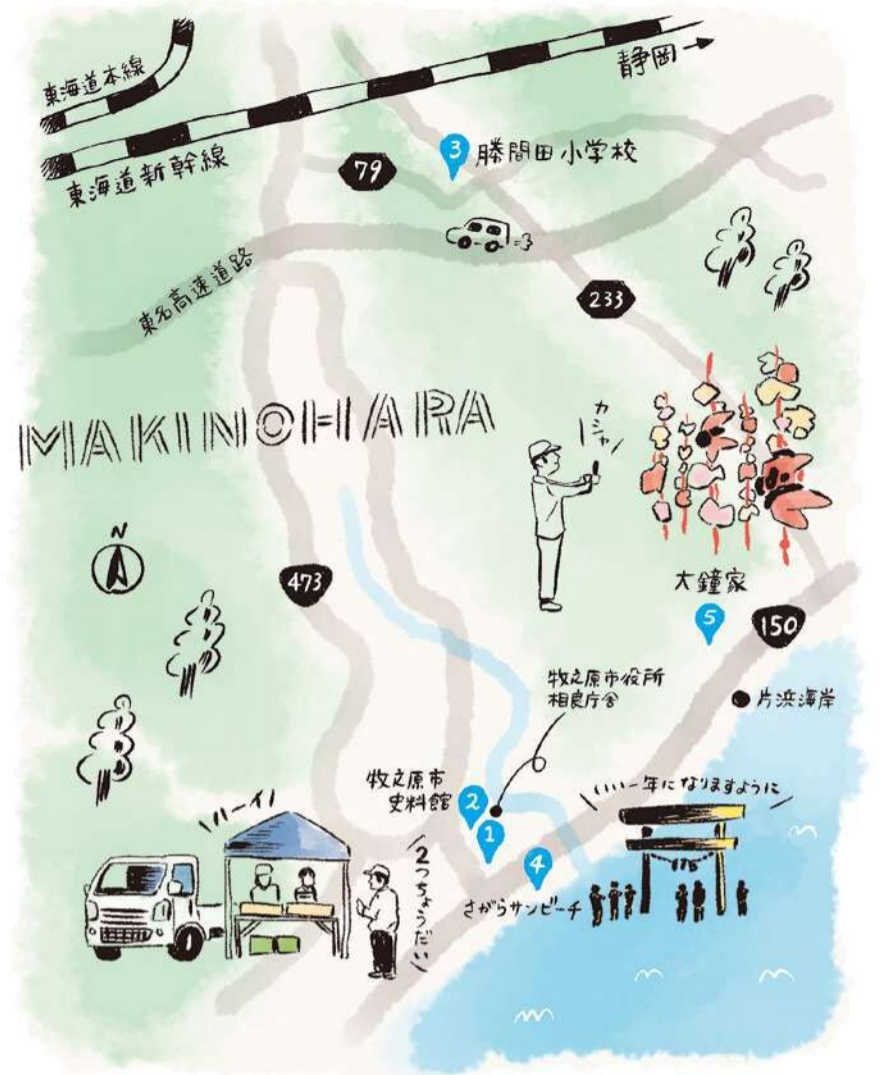 東海道本線
静岡→
東海道新幹線
79
3
勝間田小学校
東名高速道路
233
MAKINOHARA
カシャ
N
473
大鐘家
5
150
牧之原市役所
相良庁舎
片浜海岸
牧之原市
史料館
2
1
いい一年になりますように
ハーイ!
2つちょうだい
4
さがらサンビーチ